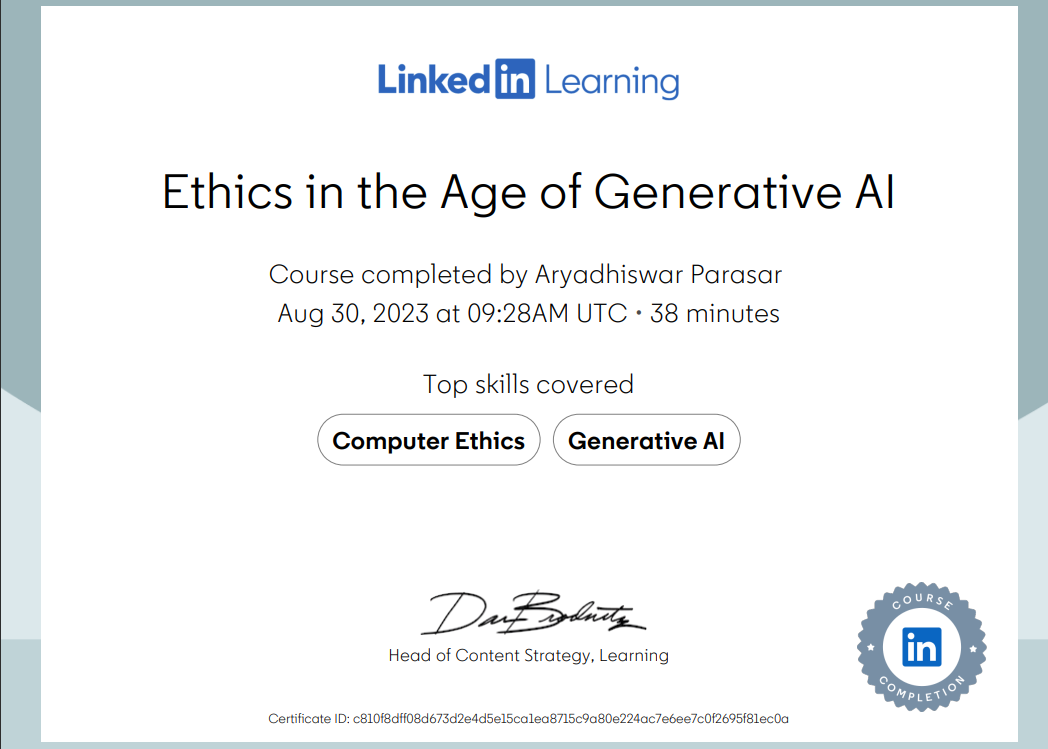 Linked in Learning
Ethics in the Age of Generative AI
Course completed by Aryadhiswar Parasar
Aug 30, 2023 at 09:28AM UTC • 38 minutes
Top skills covered
Computer Ethics Generative AI
Dan Brodnitz
Head of Content Strategy, Learning
COURSE
in
COMPLETION
Certificate ID: c810f8dff08d673d2e4d5e15ca1ea8715c9a80e224ac7e6ee7c0f2695f81ec0a